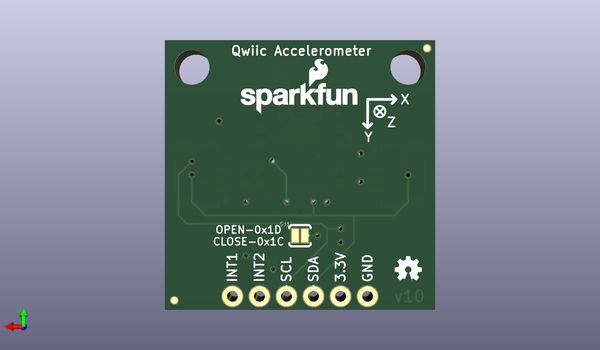 Qwiic Accelerometer
sparkfun
X
Z
Y
OPEN-0x1D
CLOSE-0x1C
INT1
INT2
SCL
SDA
3.3V
GND
v10